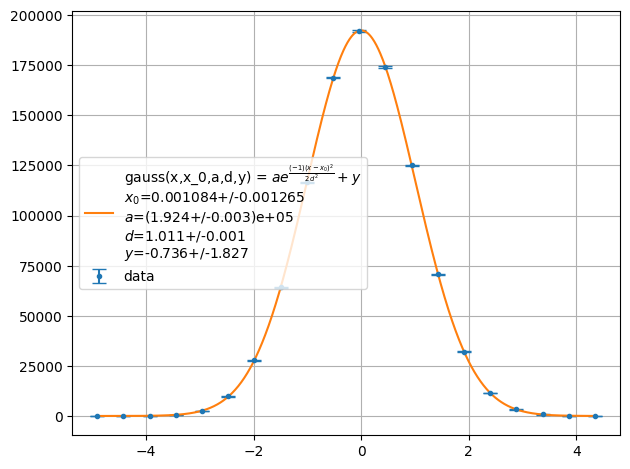 200000
175000
150000
125000
100000
75000
50000
25000
0
gauss(x,x_0,a,d,y) = $ae^{\frac{(-1)(x-x_0)^2}{2d^2}} + y$
$x_0$=0.001084+/-0.001265
$a$=(1.924+/-0.003)e+05
$d$=1.011+/-0.001
$y$=-0.736+/-1.827
data
−4
−2
0
2
4